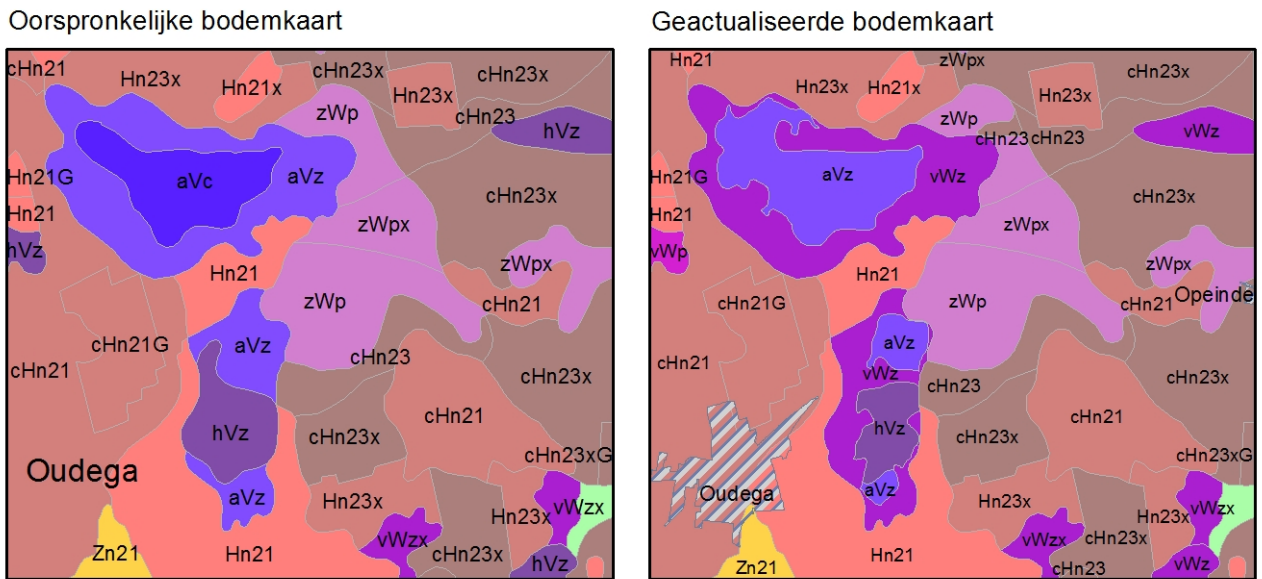 Oorspronkelijke bodemkaart
cHn21
Hn23x
Hn21x
cHn23x
Hn23x
cHn23x
cHn23
hVz
zWp
aVc
aVz
Hn21G
Hn21
hVz
cHn23x
zWpx
zWpx
Hn21
zWp
cHn21
cHn21G
aVz
cHn23
cHn21
cHn23x
cHn21
hVz
cHn23x
cHn23xG
Oudega
aVz
Hn23x
Hn23x
vWzx
vWzx
Zn21
Hn21
cHn23x
hVz
Geactualiseerde bodemkaart
Hn21
Hn23x
Hn21x
zWpx
cHn23x
Hn23x
zWp
cHn23
cHn23
vWz
Hn21G
aVz
vWz
cHn23x
Hn21
vWp
zWpx
zWpx
Hn21
cHn21G
zWp
cHn21
Opeinde
aVz
cHn21
vWz
cHn23
cHn23x
cHn21
hVz
cHn23x
cHn23xG
Oudega
aVz
Hn23x
Hn23x
vWzx
vWzx
cHn23x
Zn21
Hn21
cHn23
vWz